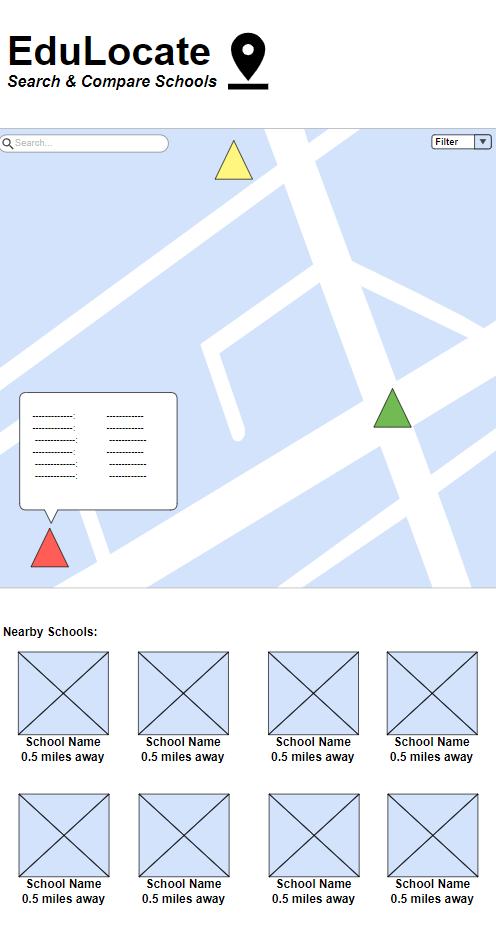 EduLocate
Search & Compare Schools
Search...
Filter
------------: -----------
------------: -----------
------------: -----------
------------: -----------
------------: -----------
------------: -----------
Nearby Schools:
School Name School Name School Name School Name
0.5 miles away 0.5 miles away 0.5 miles away 0.5 miles away
School Name School Name School Name School Name
0.5 miles away 0.5 miles away 0.5 miles away 0.5 miles away